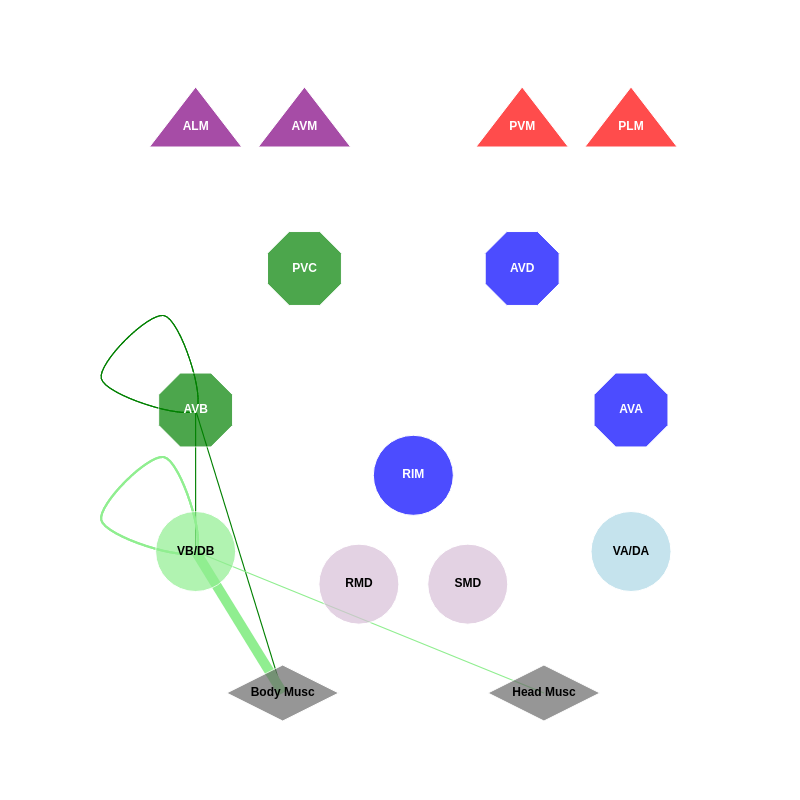 ALM
AVM
PVM
PLM
PVC
AVD
AVB
AVA
RIM
VB/DB
RMD
SMD
VA/DA
Body Musc
Head Musc